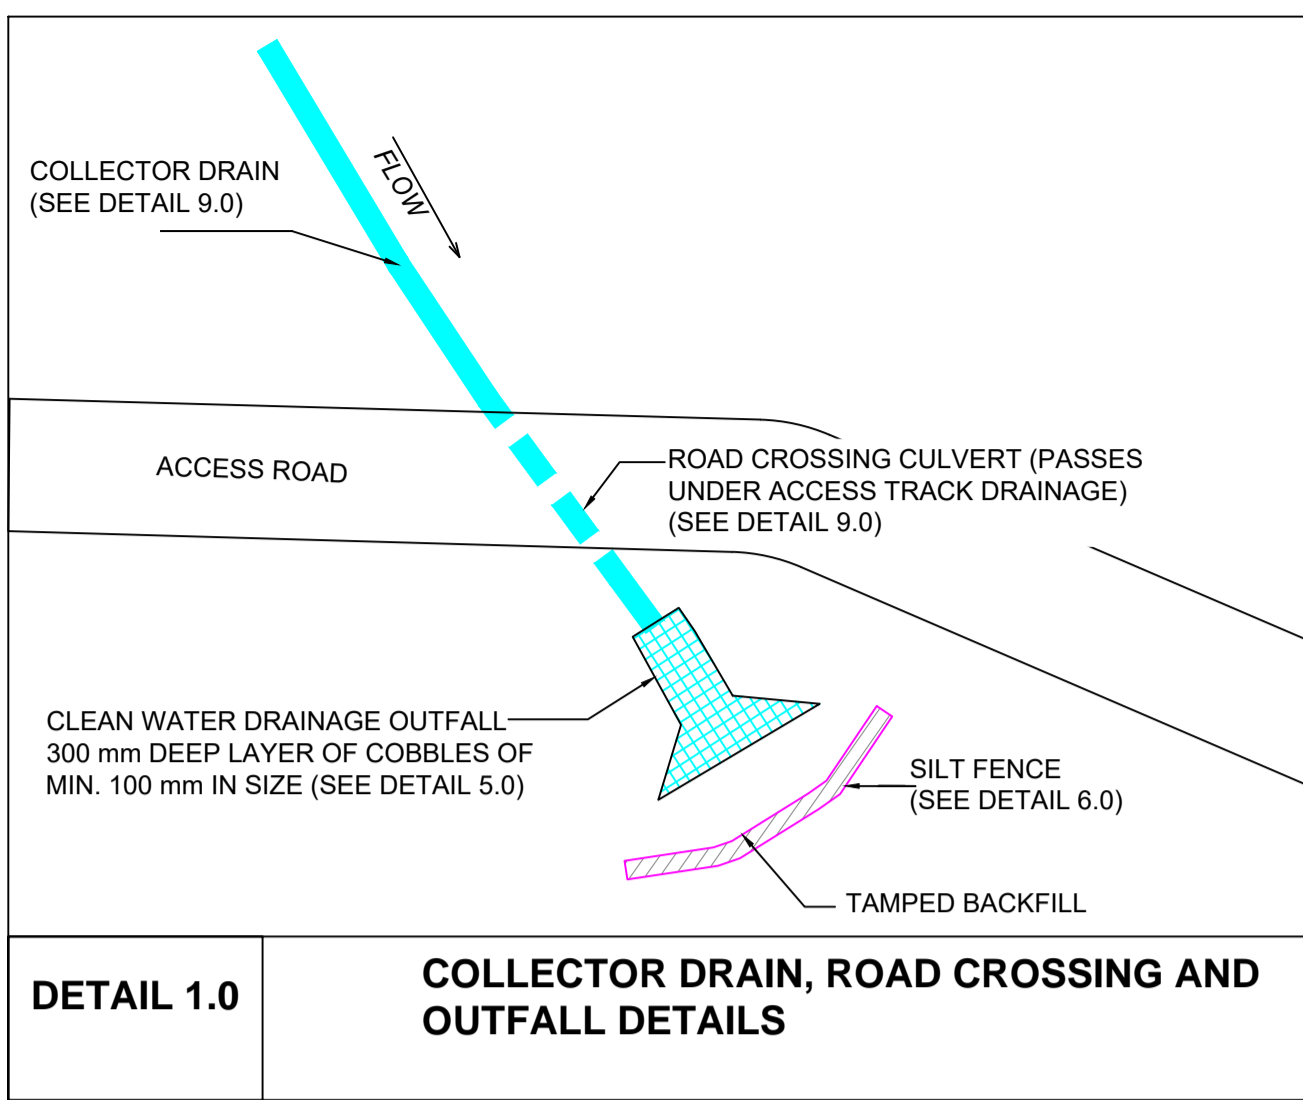 COLLECTOR DRAIN
(SEE DETAIL 9.0)
FLOW
ACCESS ROAD
ROAD CROSSING CULVERT (PASSES
UNDER ACCESS TRACK DRAINAGE)
(SEE DETAIL 9.0)
CLEAN WATER DRAINAGE OUTFALL
300 mm DEEP LAYER OF COBBLES OF
MIN. 100 mm IN SIZE (SEE DETAIL 5.0)
SILT FENCE
(SEE DETAIL 6.0)
TAMPED BACKFILL
DETAIL 1.0
COLLECTOR DRAIN, ROAD CROSSING AND
OUTFALL DETAILS